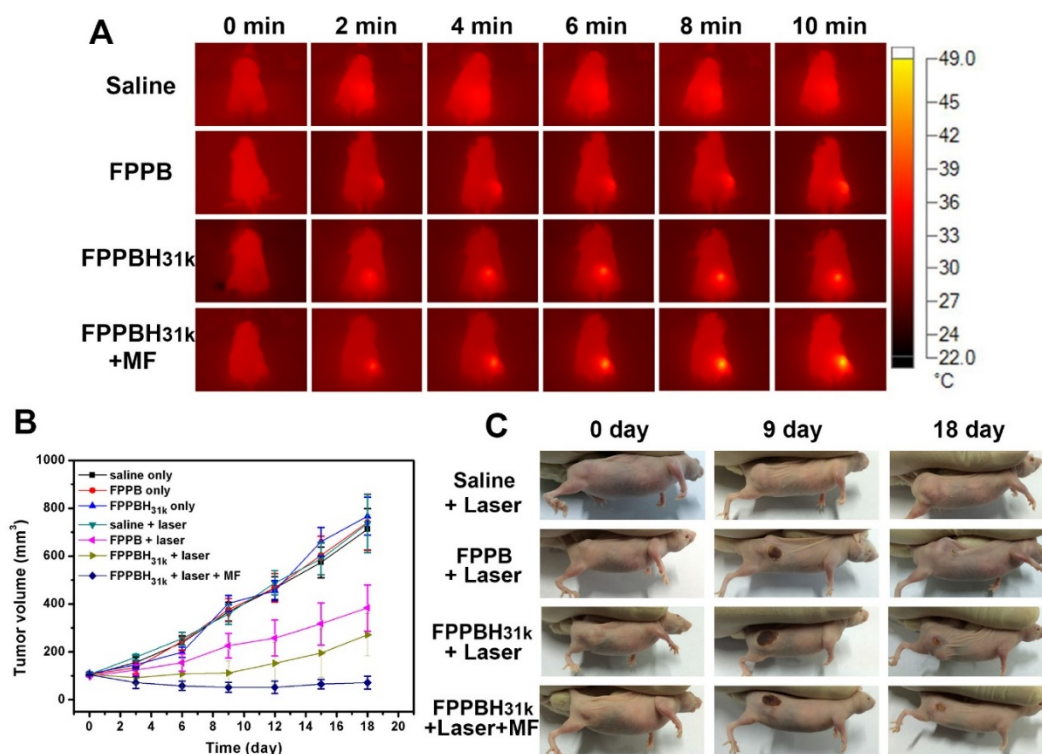 A
0 min 2 min 4 min 6 min 8 min 10 min
Saline
FPPB
FPPBH31k
FPPBH31k
+MF
49.0
45
42
39
36
33
30
27
24
22.0
°C
B
1000
800
600
400
200
0
Tumor volume (mm3)
saline only
FPPB only
FPPBH31k only
saline + laser
FPPB + laser
FPPBH31k + laser
FPPBH31k + laser + MF
0 2 4 6 8 10 12 14 16 18 20
Time (day)
C
0 day 9 day 18 day
Saline
+ Laser
FPPB
+ Laser
FPPBH31k
+ Laser
FPPBH31k
+Laser+MF